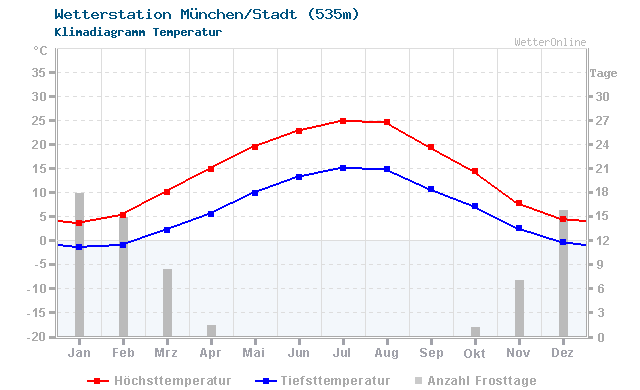 Wetterstation München/Stadt (535m)
Klimadiagramm Temperatur
WetterOnline
°C
Tage
35
30 30
25 27
20 24
15 21
10 18
5 15
0 12
-5 9
-10 6
-15 3
-20 0
Jan Feb Mrz Apr Mai Jun Jul Aug Sep Okt Nov Dez
Höchsttemperatur Tiefsttemperatur Anzahl Frosttage